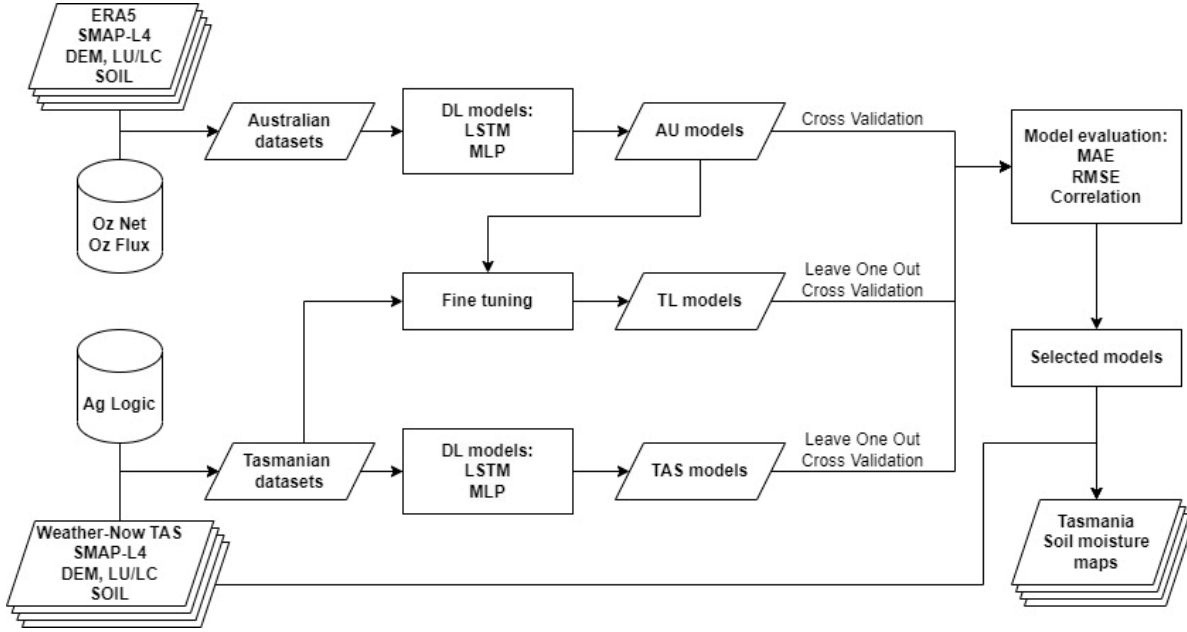 ERA5
SMAP-L4
DEM, LU/LC
SOIL
Oz Net
Oz Flux
Australian
datasets
DL models:
LSTM
MLP
AU models
Cross Validation
Model evaluation:
MAE
RMSE
Correlation
Fine tuning
TL models
Leave One Out
Cross Validation
Selected models
Ag Logic
Tasmanian
datasets
DL models:
LSTM
MLP
TAS models
Leave One Out
Cross Validation
Weather-Now TAS
SMAP-L4
DEM, LU/LC
SOIL
Tasmania
Soil moisture
maps